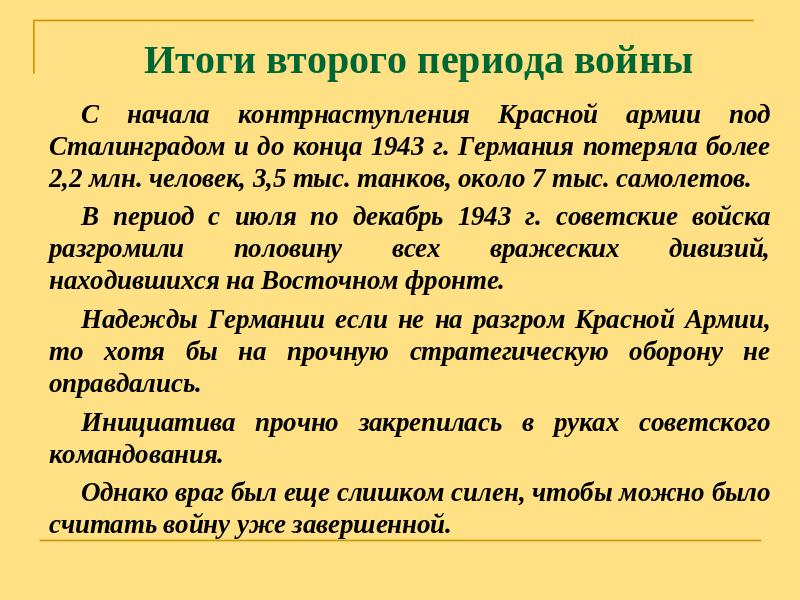 Итоги второго периода войны
С начала контрнаступления Красной армии под
Сталинградом и до конца 1943 г. Германия потеряла более
2,2 млн. человек, 3,5 тыс. танков, около 7 тыс. самолетов.
В период с июля по декабрь 1943 г. советские войска
разгромили половину всех вражеских дивизий,
находившихся на Восточном фронте.
Надежды Германии если не на разгром Красной Армии,
то хотя бы на прочную стратегическую оборону не
оправдались.
Инициатива прочно закрепилась в руках советского
командования.
Однако враг был еще слишком силен, чтобы можно было
считать войну уже завершенной.